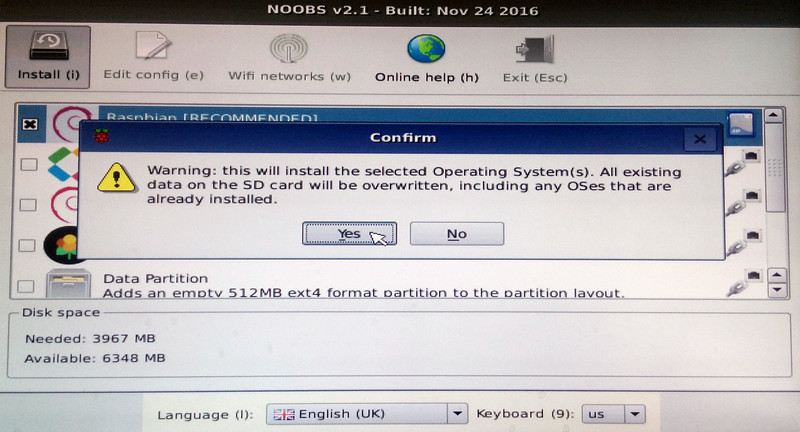 NOOBS v2.1 - Built: Nov 24 2016
Install (i)
Edit config (e)
Wifi networks (w)
Online help (h)
Exit (Esc)
Raspbian [RECOMMENDED]
Confirm
Warning: this will install the selected Operating System(s). All existing
data on the SD card will be overwritten, including any OSes that are
already installed.
Yes
No
Data Partition
Adds an empty 512MB ext4 format partition to the partition layout.
Disk space
Needed: 3967 MB
Available: 6348 MB
Language (l):
English (UK)
Keyboard (9):
us